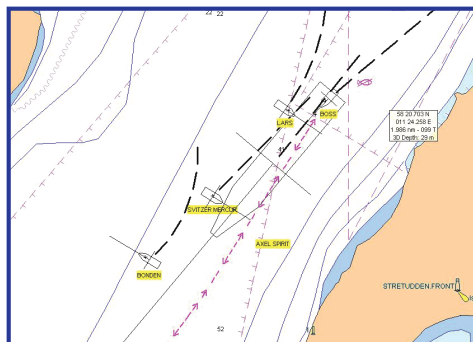 22 22
LARS
BOSS
58 20.703 N
011 24.258 E
1.986 nm - 099 T
3D Depth: 29 m
SVITZER MERCUR
AXEL SPIRIT
BONDEN
STRETUDDEN.FRONT
52